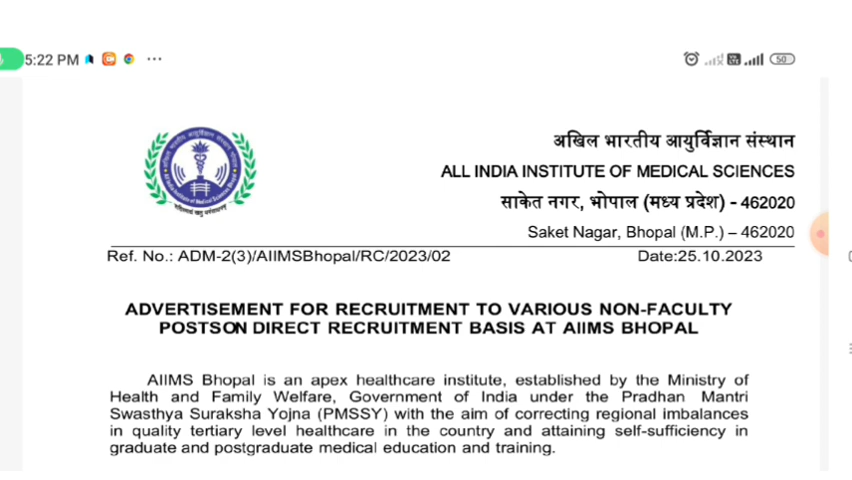 5:22 PM
50
अखिल भारतीय आयुर्विज्ञान संस्थान
ALL INDIA INSTITUTE OF MEDICAL SCIENCES
साकेत नगर, भोपाल (मध्य प्रदेश) - 462020
Saket Nagar, Bhopal (M.P.) – 462020
Ref. No.: ADM-2(3)/AIIMSBhopal/RC/2023/02 Date:25.10.2023
ADVERTISEMENT FOR RECRUITMENT TO VARIOUS NON-FACULTY
POSTSON DIRECT RECRUITMENT BASIS AT AIIMS BHOPAL
AIIMS Bhopal is an apex healthcare institute, established by the Ministry of
Health and Family Welfare, Government of India under the Pradhan Mantri
Swasthya Suraksha Yojna (PMSSY) with the aim of correcting regional imbalances
in quality tertiary level healthcare in the country and attaining self-sufficiency in
graduate and postgraduate medical education and training.